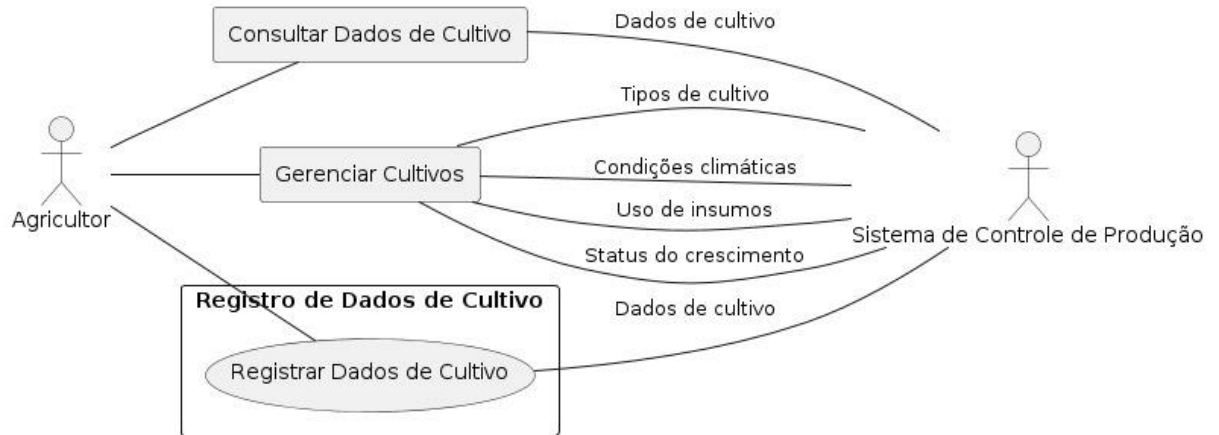 Dados de cultivo
Consultar Dados de Cultivo
Tipos de cultivo
Gerenciar Cultivos
Condições climáticas
Uso de insumos
Agricultor
Sistema de Controle de Produção
Status do crescimento
Registro de Dados de Cultivo
Dados de cultivo
Registrar Dados de Cultivo